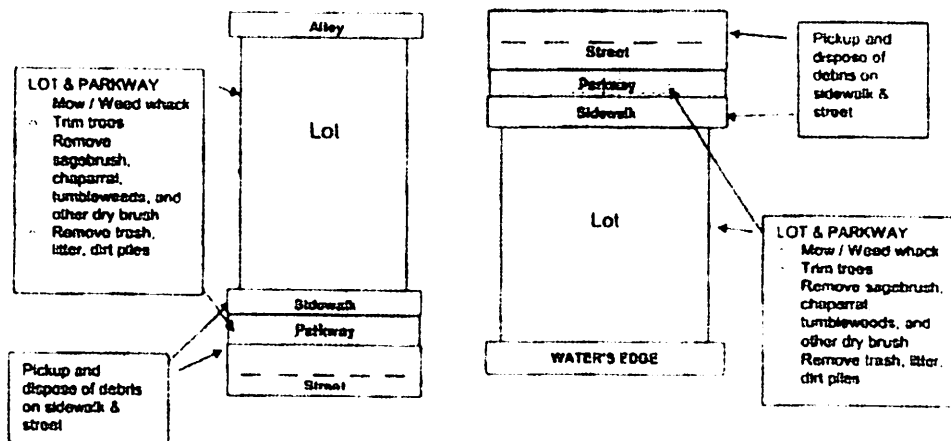 Alley
LOT & PARKWAY
Mow / Weed whack
Trim trees
Remove
sagebrush,
chaparral,
tumbleweeds, and
other dry brush
Remove trash,
litter, dirt piles
Lot
Sidewalk
Parkway
Street
Pickup and
dispose of debris
on sidewalk &
street
Street
Parkway
Sidewalk
Lot
WATER'S EDGE
Pickup and
dispose of
debris on
sidewalk &
street
LOT & PARKWAY
Mow / Weed whack
Trim trees
Remove sagebrush,
chaparral,
tumbleweeds, and
other dry brush
Remove trash, litter,
dirt piles